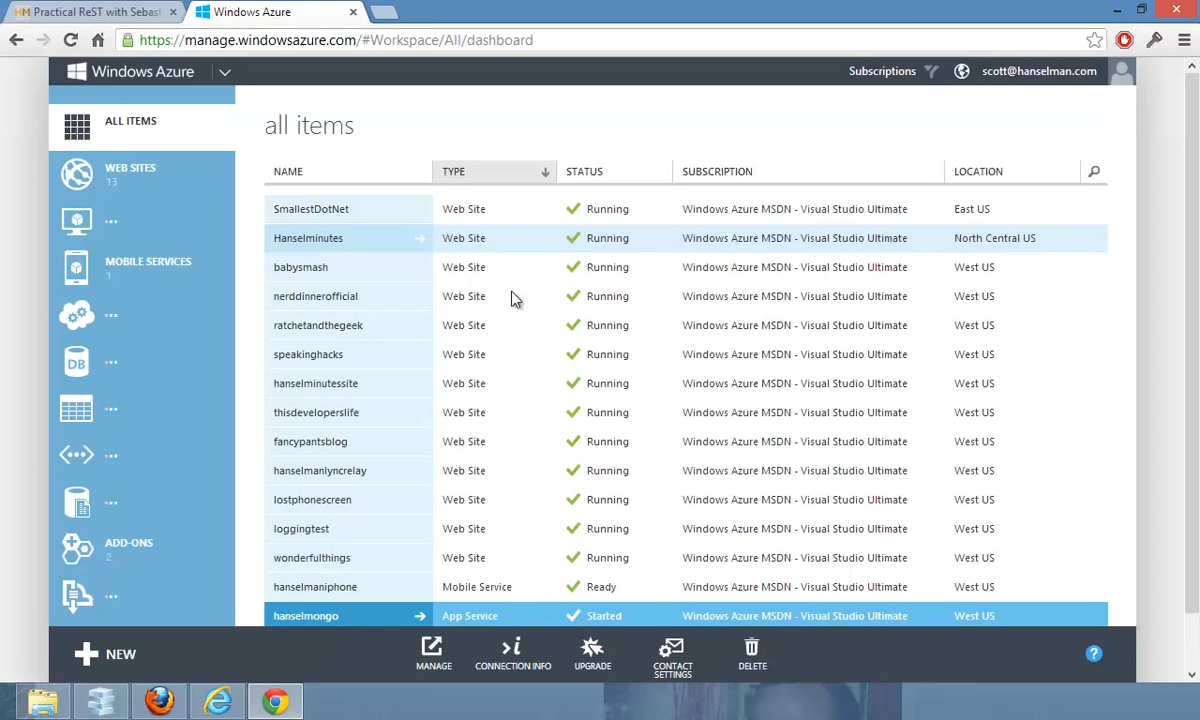 HM Practical ReST with Sebast
Windows Azure
https://manage.windowsazure.com/#Workspace/All/dashboard
Windows Azure
Subscriptions
scott@hanselman.com
ALL ITEMS
WEB SITES
13
...
MOBILE SERVICES
1
...
...
...
...
...
ADD-ONS
2
...
all items
NAME TYPE STATUS SUBSCRIPTION LOCATION
SmallestDotNet Web Site Running Windows Azure MSDN - Visual Studio Ultimate East US
Hanselminutes Web Site Running Windows Azure MSDN - Visual Studio Ultimate North Central US
babysmash Web Site Running Windows Azure MSDN - Visual Studio Ultimate West US
nerddinnerofficial Web Site Running Windows Azure MSDN - Visual Studio Ultimate West US
ratchetandthegeek Web Site Running Windows Azure MSDN - Visual Studio Ultimate West US
speakinghacks Web Site Running Windows Azure MSDN - Visual Studio Ultimate West US
hanselminutessite Web Site Running Windows Azure MSDN - Visual Studio Ultimate West US
thisdeveloperslife Web Site Running Windows Azure MSDN - Visual Studio Ultimate West US
fancypantsblog Web Site Running Windows Azure MSDN - Visual Studio Ultimate West US
hanselmanlyncrelay Web Site Running Windows Azure MSDN - Visual Studio Ultimate West US
lostphonescreen Web Site Running Windows Azure MSDN - Visual Studio Ultimate West US
loggingtest Web Site Running Windows Azure MSDN - Visual Studio Ultimate West US
wonderfulthings Web Site Running Windows Azure MSDN - Visual Studio Ultimate West US
hanselmaniphone Mobile Service Ready Windows Azure MSDN - Visual Studio Ultimate West US
hanselmongo App Service Started Windows Azure MSDN - Visual Studio Ultimate West US
NEW
MANAGE
CONNECTION INFO
UPGRADE
CONTACT
SETTINGS
DELETE
?
DB